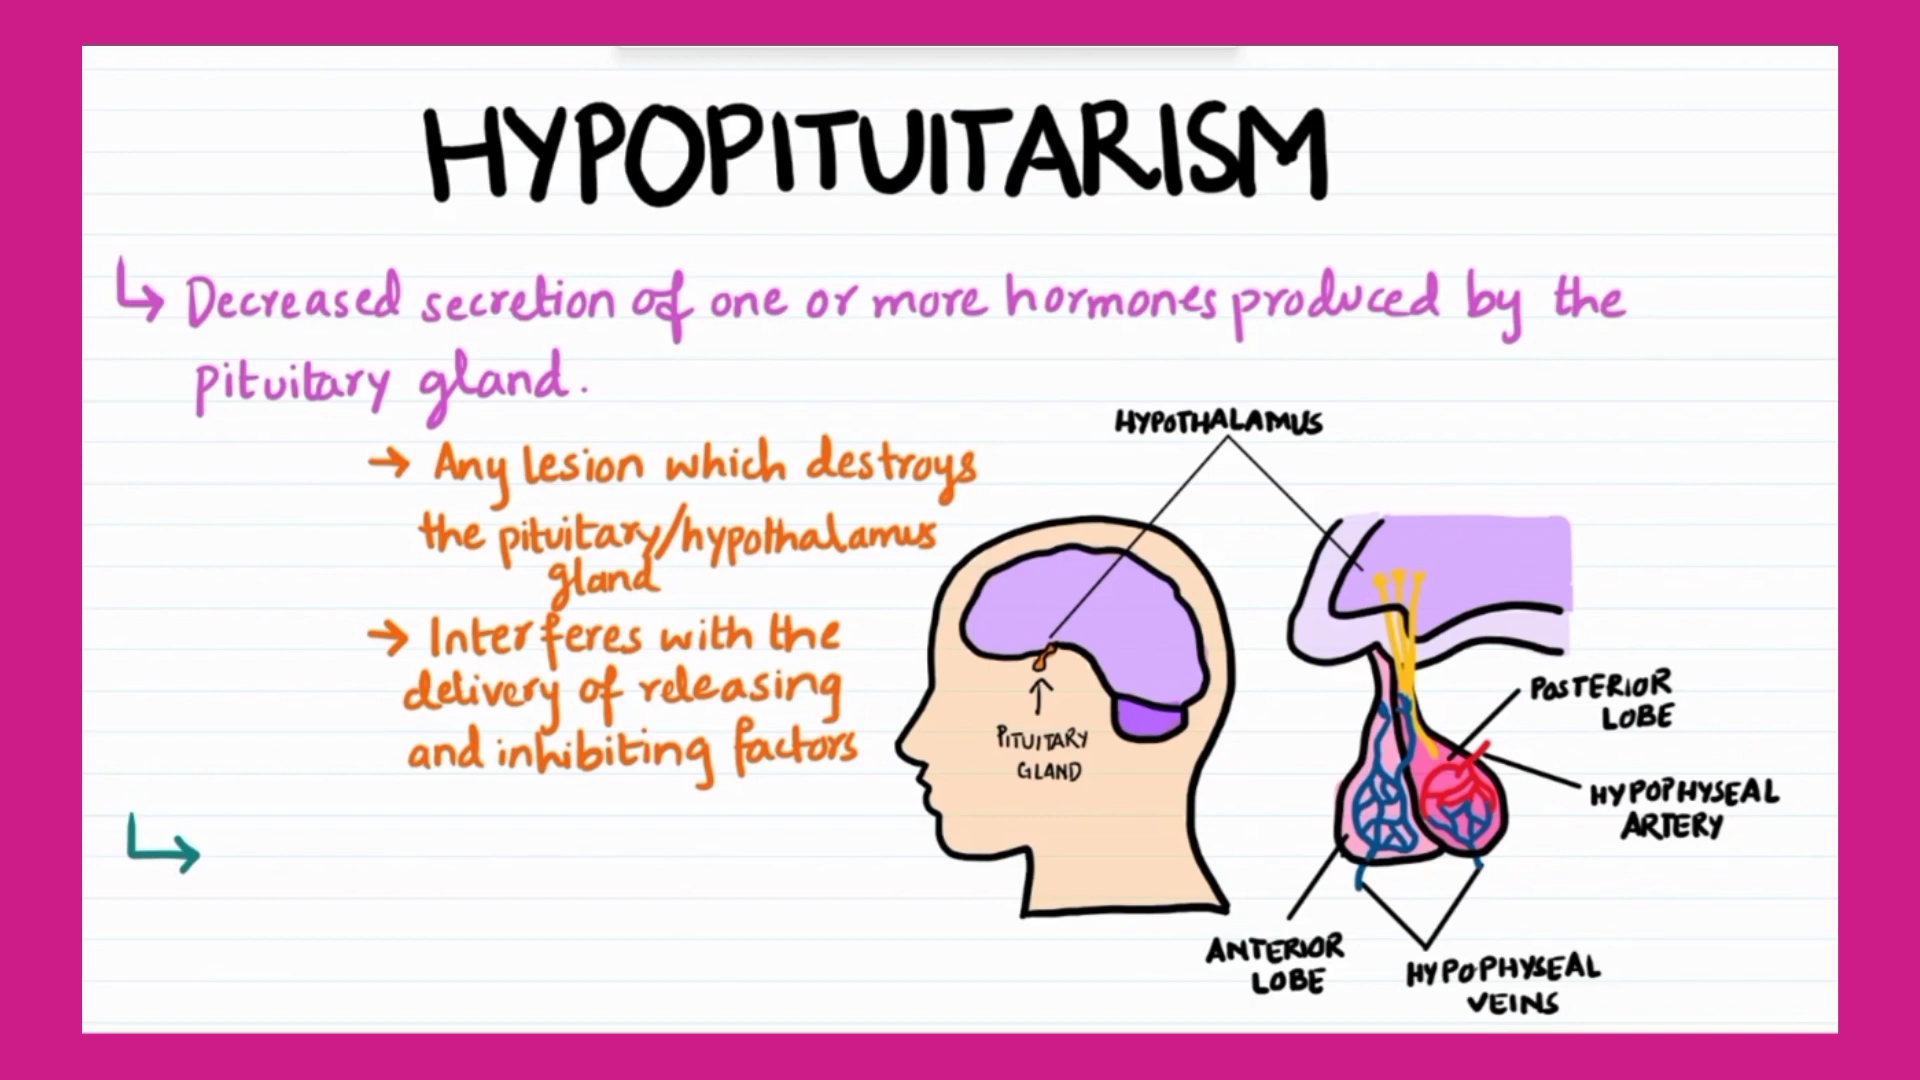 HYPOPITUITARISM
Decreased secretion of one or more hormones produced by the
pituitary gland.
→ Any lesion which destroys
the pituitary/hypothalamus
gland
→ Interferes with the
delivery of releasing
and inhibiting factors
HYPOTHALAMUS
PITUITARY
GLAND
POSTERIOR
LOBE
HYPOPHYSEAL
ARTERY
ANTERIOR
LOBE
HYPOPHYSEAL
VEINS